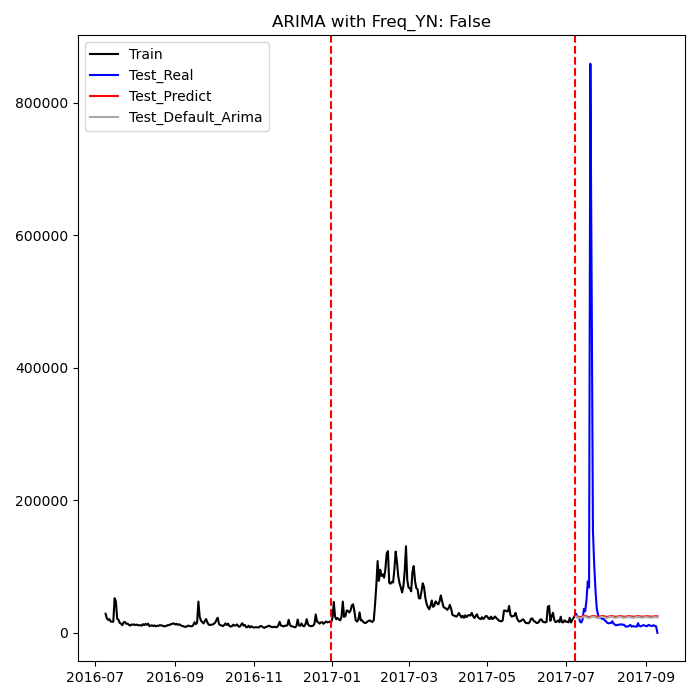 ARIMA with Freq_YN: False
Train
Test_Real
Test_Predict
Test_Default_Arima
800000
600000
400000
200000
0
2016-07 2016-09 2016-11 2017-01 2017-03 2017-05 2017-07 2017-09